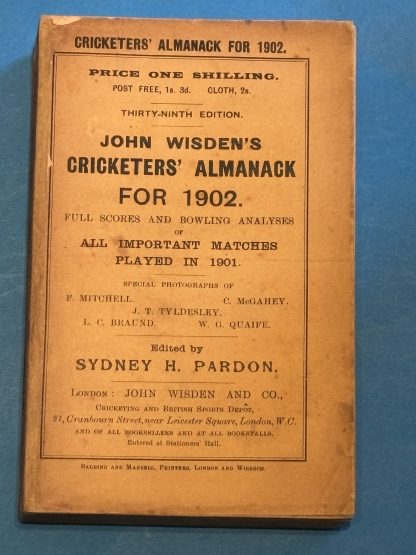 CRICKETERS' ALMANACK FOR 1902.
PRICE ONE SHILLING.
POST FREE, 1s. 3d. CLOTH, 2s.
THIRTY-NINTH EDITION.
JOHN WISDEN'S
CRICKETERS' ALMANACK
FOR 1902.
FULL SCORES AND BOWLING ANALYSES
OF
ALL IMPORTANT MATCHES
PLAYED IN 1901.
SPECIAL PHOTOGRAPHS OF
F. MITCHELL. C. McGAHEY.
J. T. TYLDESLEY.
L. C. BRAUND. W. G. QUAIFE.
Edited by
SYDNEY H. PARDON.
LONDON: JOHN WISDEN AND CO.,
CRICKETING AND BRITISH SPORTS DEPÔT,
21, Cranbourn Street, near Leicester Square, London, W.C.
AND OF ALL BOOKSELLERS AND AT ALL BOOKSTALLS.
Entered at Stationers' Hall.
BALDING AND MANSELL, PRINTERS, LONDON AND WISBECH.